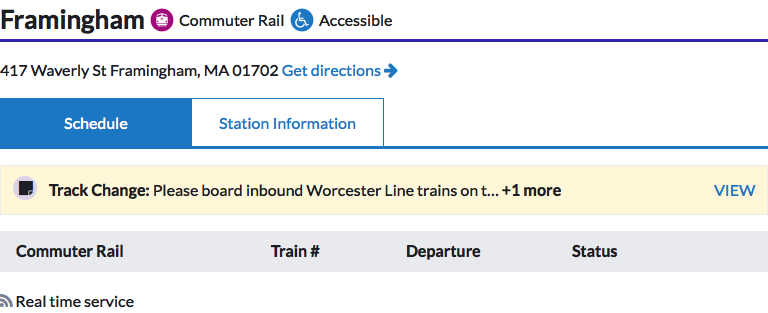 Framingham Commuter Rail Accessible
417 Waverly St Framingham, MA 01702 Get directions
Schedule Station Information
Track Change: Please board inbound Worcester Line trains on t... +1 more VIEW
Commuter Rail Train # Departure Status
Real time service